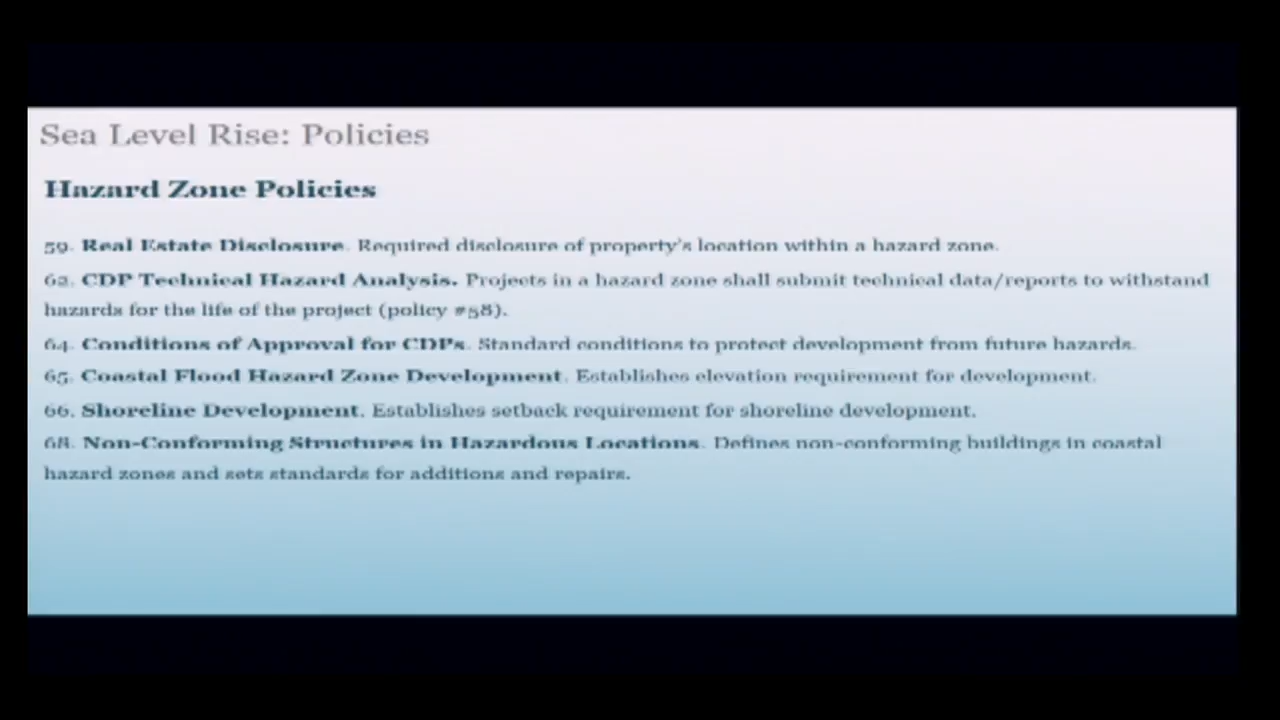 Sea Level Rise: Policies
Hazard Zone Policies
59. Real Estate Disclosure. Required disclosure of property's location within a hazard zone.
62. CDP Technical Hazard Analysis. Projects in a hazard zone shall submit technical data/reports to withstand
hazards for the life of the project (policy #58).
64. Conditions of Approval for CDPs. Standard conditions to protect development from future hazards.
65. Coastal Flood Hazard Zone Development. Establishes elevation requirement for development.
66. Shoreline Development. Establishes setback requirement for shoreline development.
68. Non-Conforming Structures in Hazardous Locations. Defines non-conforming buildings in coastal
hazard zones and sets standards for additions and repairs.